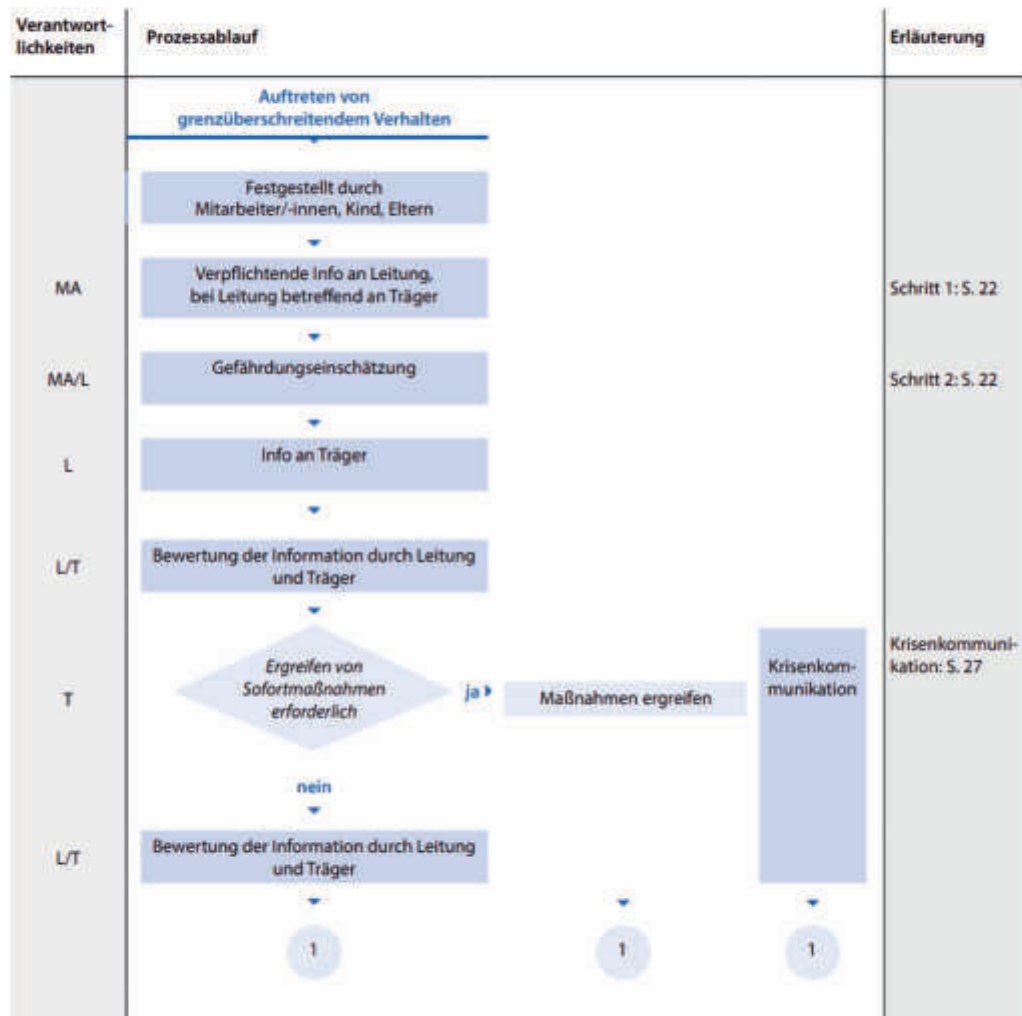 Verantwort-
lichkeiten
Prozessablauf
Erläuterung
Auftreten von
grenzüberschreitendem Verhalten
Festgestellt durch
Mitarbeiter/-innen, Kind, Eltern
MA
Verpflichtende Info an Leitung,
bei Leitung betreffend an Träger
Schritt 1: S. 22
MA/L
Gefährdungseinschätzung
Schritt 2: S. 22
L
Info an Träger
L/T
Bewertung der Information durch Leitung
und Träger
T
Ergreifen von
Sofortmaßnahmen
erforderlich
ja
Maßnahmen ergreifen
Krisenkom-
munikation
Krisenkommuni-
kation: S. 27
nein
L/T
Bewertung der Information durch Leitung
und Träger
1
1
1